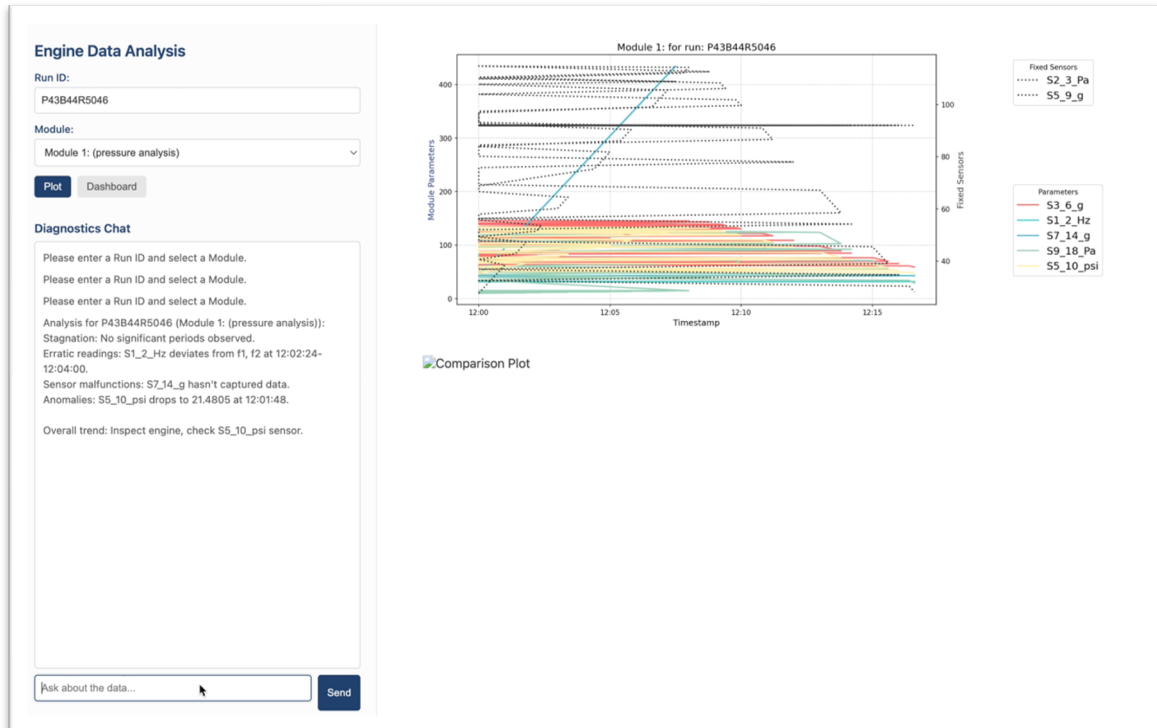 Engine Data Analysis
Run ID:
P43B44R5046
Module:
Module 1: (pressure analysis)
Plot
Dashboard
Diagnostics Chat
Please enter a Run ID and select a Module.
Please enter a Run ID and select a Module.
Please enter a Run ID and select a Module.
Analysis for P43B44R5046 (Module 1: (pressure analysis)):
Stagnation: No significant periods observed.
Erratic readings: S1_2_Hz deviates from f1, f2 at 12:02:24-
12:04:00.
Sensor malfunctions: S7_14_g hasn't captured data.
Anomalies: S5_10_psi drops to 21.4805 at 12:01:48.
Overall trend: Inspect engine, check S5_10_psi sensor.
Ask about the data...
Send
Module 1: for run: P43B44R5046
Module Parameters
400
300
200
100
0
12:00
12:05
12:10
12:15
Timestamp
100
80
60
40
Fixed Sensors
Fixed Sensors
S2_3_Pa
S5_9_g
Parameters
S3_6_g
S1_2_Hz
S7_14_g
S9_18_Pa
S5_10_psi
Comparison Plot